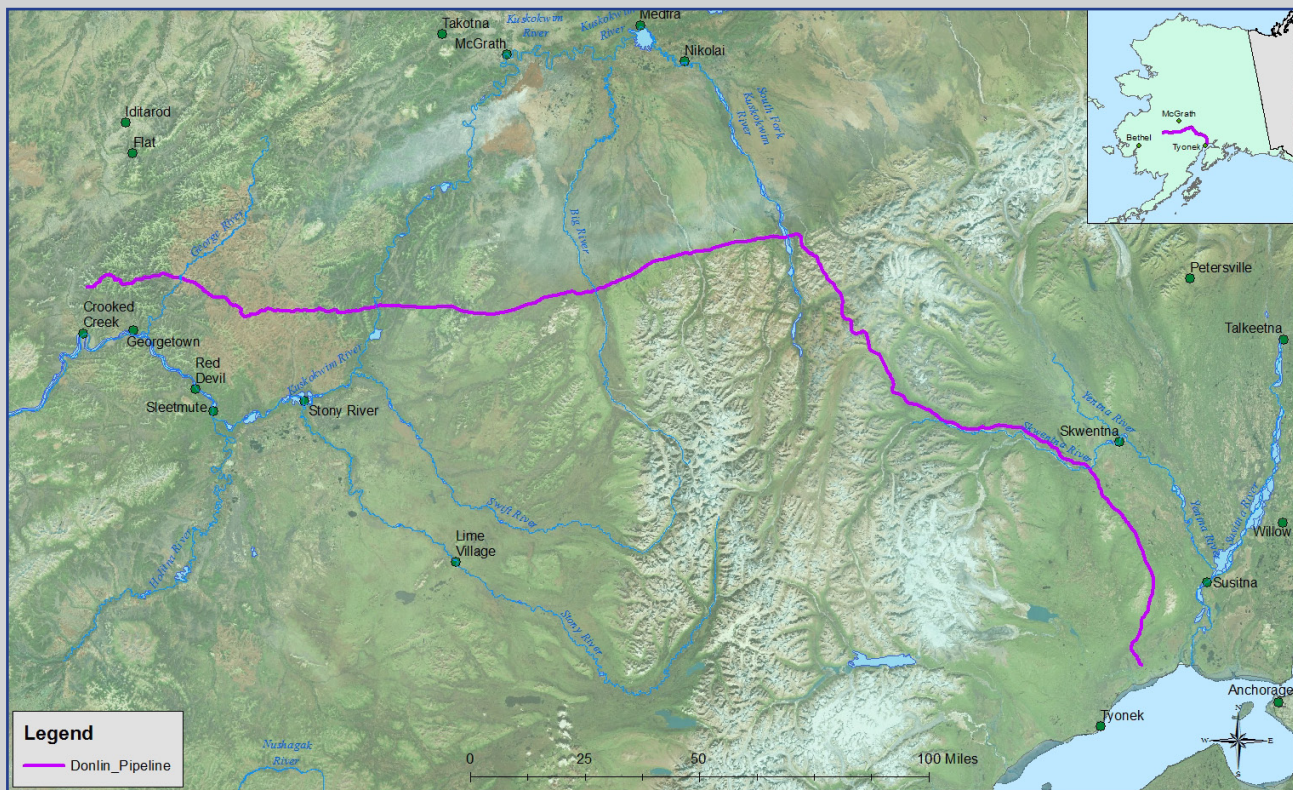 Takotna
Kuskokwim
River
McGrath
Kuskokwim
River
Medfra
Nikolai
South Fork
Kuskokwim
River
McGrath
Bethel
Tyonek
Iditarod
Flat
George River
Big River
Petersville
Talkeetna
Crooked
Creek
Georgetown
Red
Devil
Sleetmute
Kuskokwim River
Stony River
Yentna River
Skwentna
Skwentna River
Swift River
Lime
Village
Holitna River
Stony River
Yentna River
Susitna River
Willow
Susitna
Anchorage
Tyonek
N
W
E
S
Nushagak
River
Legend
Donlin_Pipeline
0
25
50
100 Miles